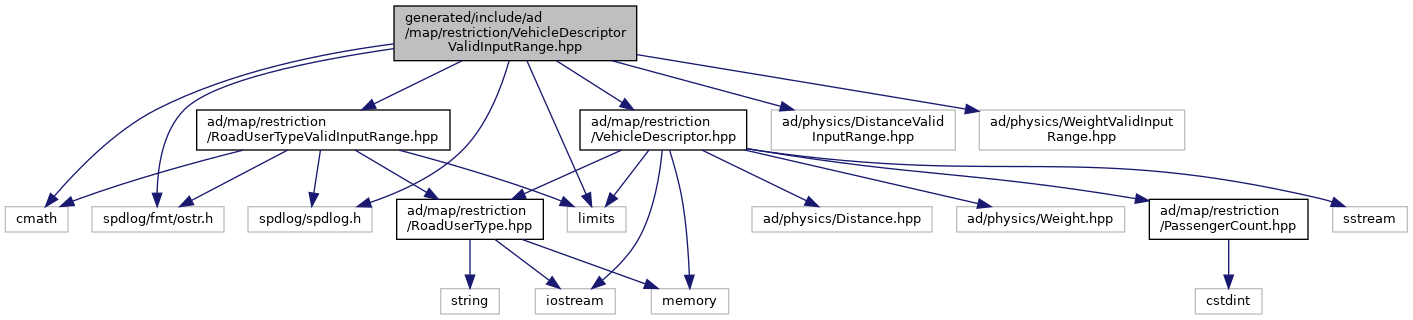 generated/include/ad
/map/restriction/VehicleDescriptor
ValidInputRange.hpp
ad/map/restriction
/RoadUserTypeValidInputRange.hpp
ad/map/restriction
/VehicleDescriptor.hpp
ad/physics/DistanceValid
InputRange.hpp
ad/physics/WeightValidInput
Range.hpp
cmath
spdlog/fmt/ostr.h
spdlog/spdlog.h
ad/map/restriction
/RoadUserType.hpp
limits
ad/physics/Distance.hpp
ad/physics/Weight.hpp
ad/map/restriction
/PassengerCount.hpp
sstream
string
iostream
memory
cstdint